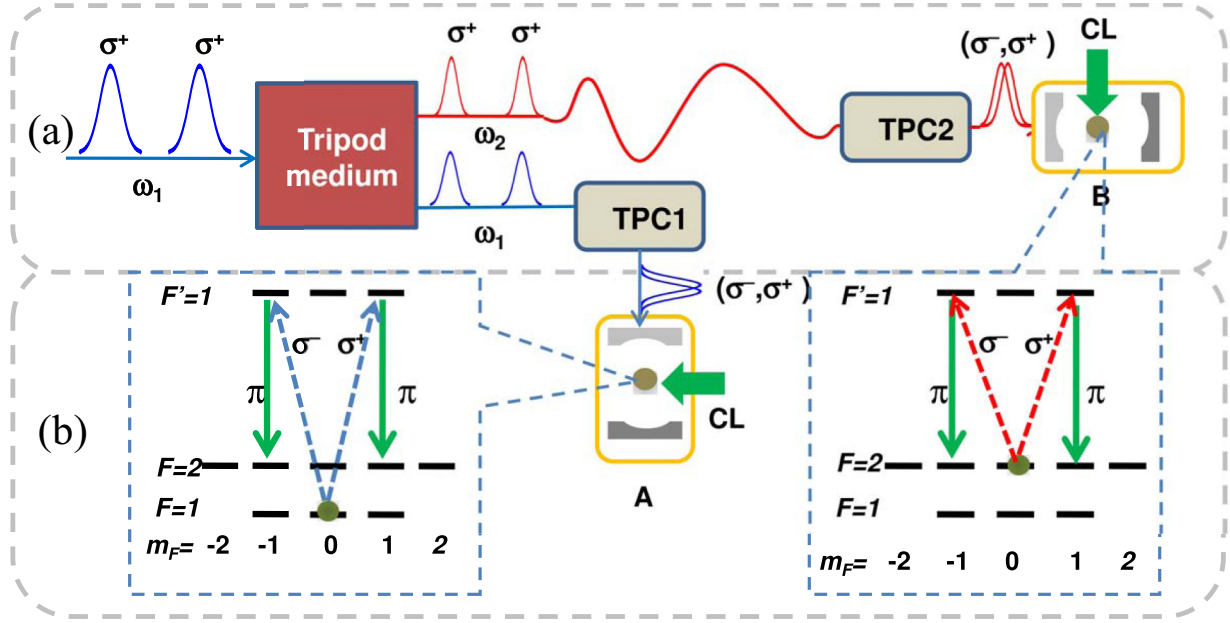 (a)
σ⁺ σ⁺
ω₁
Tripod
medium
σ⁺ σ⁺
ω₂
ω₁
TPC1
TPC2
(σ⁻,σ⁺ )
CL
B
(σ⁻,σ⁺ )
CL
A
(b)
F'=1
σ⁻ σ⁺
π π
F=2
F=1
m_F= -2 -1 0 1 2
F'=1
σ⁻ σ⁺
π π
F=2
F=1
m_F= -2 -1 0 1 2